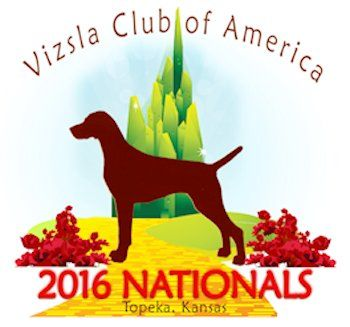 Vizsla Club of America
2016 NATIONALS
Topeka, Kansas